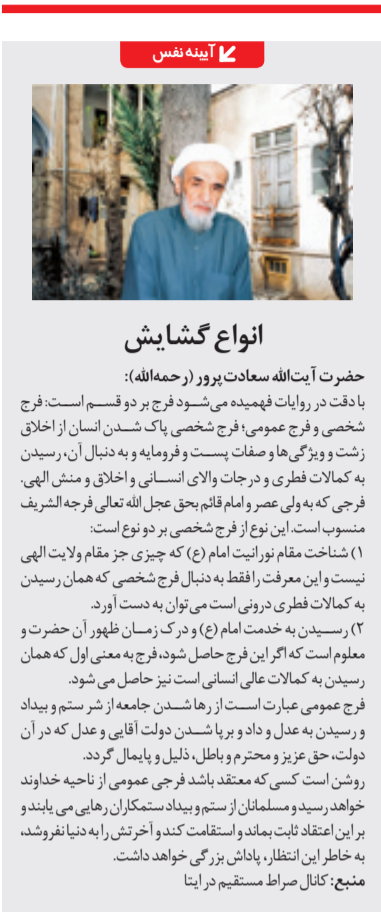 آیینه نفس
انواع گشایش
حضرت آیت‌الله سعادت‌پرور (رحمه‌الله):
با دقت در روایات فهمیده می‌شود فرج بر دو قسم است: فرج
شخصی و فرج عمومی؛ فرج شخصی پاک شدن انسان از اخلاق
زشت و ویژگی‌ها و صفات پست و فرومایه و به دنبال آن، رسیدن
به کمالات فطری و درجات والای انسانی و اخلاق و منش الهی.
فرجی که به ولی عصر و امام قائم بحق عجل الله تعالی فرجه الشریف
منسوب است. این نوع از فرج شخصی بر دو نوع است:
۱) شناخت مقام نورانیت امام (ع) که چیزی جز مقام ولایت الهی
نیست و این معرفت را فقط به دنبال فرج شخصی که همان رسیدن
به کمالات فطری درونی است می‌توان به دست آورد.
۲) رسیدن به خدمت امام (ع) و درک زمان ظهور آن حضرت و
معلوم است که اگر این فرج حاصل شود، فرج به معنی اول که همان
رسیدن به کمالات عالی انسانی است نیز حاصل می شود.
فرج عمومی عبارت است از رها شدن جامعه از شر ستم و بیداد
و رسیدن به عدل و داد و برپا شدن دولت آقایی و عدل که در آن
دولت، حق عزیز و محترم و باطل، ذلیل و پایمال گردد.
روشن است کسی که معتقد باشد فرجی عمومی از ناحیه خداوند
خواهد رسید و مسلمانان از ستم و بیداد ستمکاران رهایی می یابند و
بر این اعتقاد ثابت بماند و استقامت کند و آخرتش را به دنیا نفروشد،
به خاطر این انتظار، پاداش بزرگی خواهد داشت.
منبع: کانال صراط مستقیم در ایتا